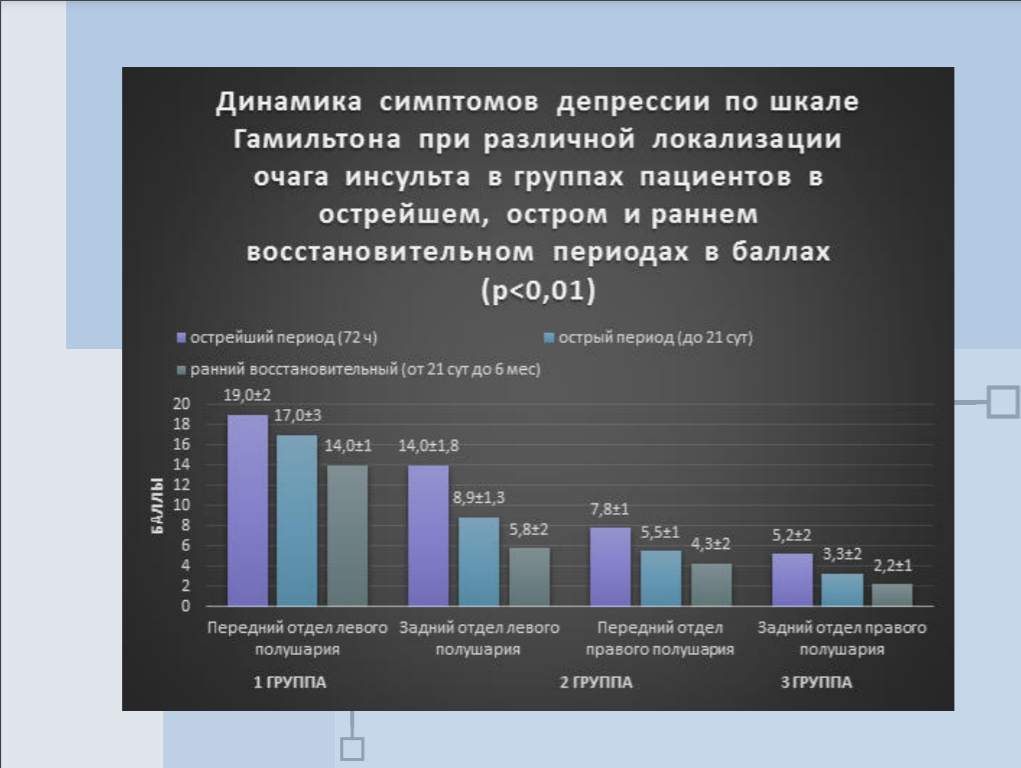 Динамика симптомов депрессии по шкале
Гамильтона при различной локализации
очага инсульта в группах пациентов в
острейшем, остром и раннем
восстановительном периодах в баллах
(р<0,01)
острейший период (72 ч)
острый период (до 21 сут)
ранний восстановительный (от 21 сут до 6 мес)
БАЛЛЫ
20
18
16
14
12
10
8
6
4
2
0
19,0±2
17,0±3
14,0±1
14,0±1,8
8,9±1,3
5,8±2
7,8±1
5,5±1
4,3±2
5,2±2
3,3±2
2,2±1
Передний отдел левого
полушария
Задний отдел левого
полушария
Передний отдел
правого полушария
Задний отдел правого
полушария
1 ГРУППА
2 ГРУППА
3 ГРУППА